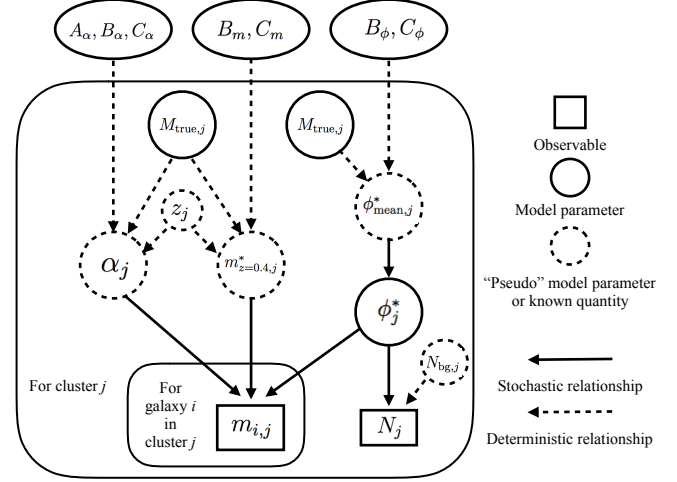 A_α, B_α, C_α
B_m, C_m
B_ϕ, C_ϕ
M_true,j
M_true,j
z_j
ϕ*_mean,j
α_j
m*_z=0.4,j
ϕ*_j
N_bg,j
For cluster j
For
galaxy i
in
cluster j
m_i,j
N_j
Observable
Model parameter
“Pseudo” model parameter
or known quantity
Stochastic relationship
Deterministic relationship